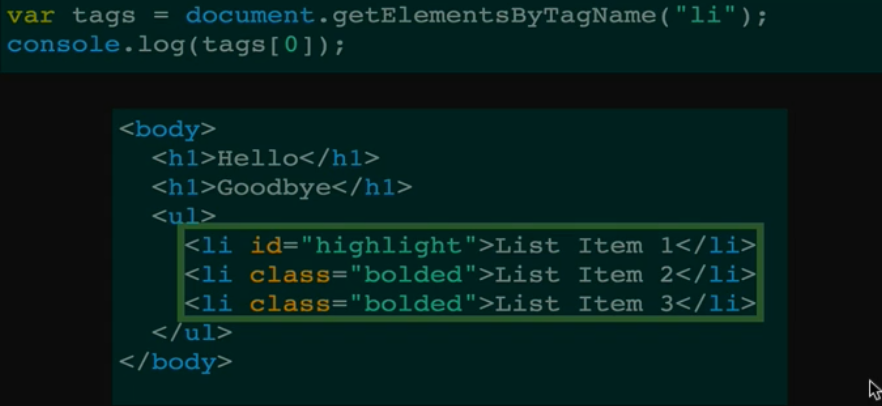 var tags = document.getElementsByTagName("li");
console.log(tags[0]);
<body>
<h1>Hello</h1>
<h1>Goodbye</h1>
<ul>
<li id="highlight">List Item 1</li>
<li class="bolded">List Item 2</li>
<li class="bolded">List Item 3</li>
</ul>
</body>